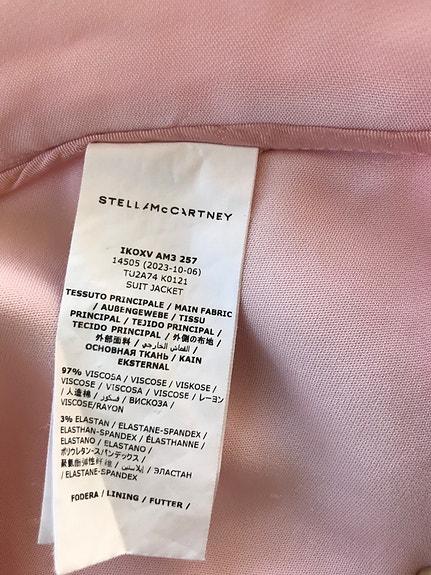 STELLA McCARTNEY
IKOXV AM3 257
14505 (2023-10-06)
TU2A74 K0121
SUIT JACKET
TESSUTO PRINCIPALE / MAIN FABRIC
/ AUBENGEWEBE / TISSU
PRINCIPAL / TEJIDO PRINCIPAL /
TECIDO PRINCIPAL / 外側の布地 /
外部面料 / القماش الخارجي /
ОСНОВНАЯ ТКАНЬ / KAIN
EKSTERNAL
97% VISCOSA / VISCOSE / VISKOSE /
VISCOSE / VISCOSA / VISCOSE / レーヨン
/ 人造棉 / فسكوز / ВИСКОЗА /
VISCOSE/RAYON
3% ELASTAN / ELASTANE-SPANDEX /
ELASTHAN-SPANDEX / ÉLASTHANNE /
ELASTANO / ELASTANO /
ポリウレタン・スパンデックス /
聚氨酯弹性纤维 / إيلاستين / ЭЛАСТАН
/ ELASTANE-SPANDEX
FODERA / LINING / FUTTER /